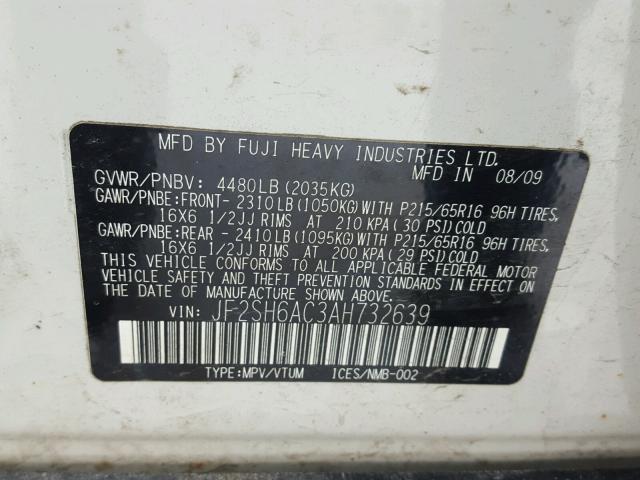 MFD BY FUJI HEAVY INDUSTRIES LTD.
MFD IN 08/09
GVWR/PNBV: 4480LB (2035KG)
GAWR/PNBE:FRONT- 2310LB (1050KG) WITH P215/65R16 96H TIRES,
16X6 1/2JJ RIMS AT 210 KPA (30 PSI) COLD
GAWR/PNBE:REAR - 2410LB (1095KG) WITH P215/65R16 96H TIRES,
16X6 1/2JJ RIMS AT 200 KPA (29 PSI) COLD
THIS VEHICLE CONFORMS TO ALL APPLICABLE FEDERAL MOTOR
VEHICLE SAFETY AND THEFT PREVENTION STANDARDS IN EFFECT
ON THE DATE OF MANUFACTURE SHOWN ABOVE.
VIN: JF2SH6AC3AH732639
TYPE:MPV/VTUM ICES/NMB-002